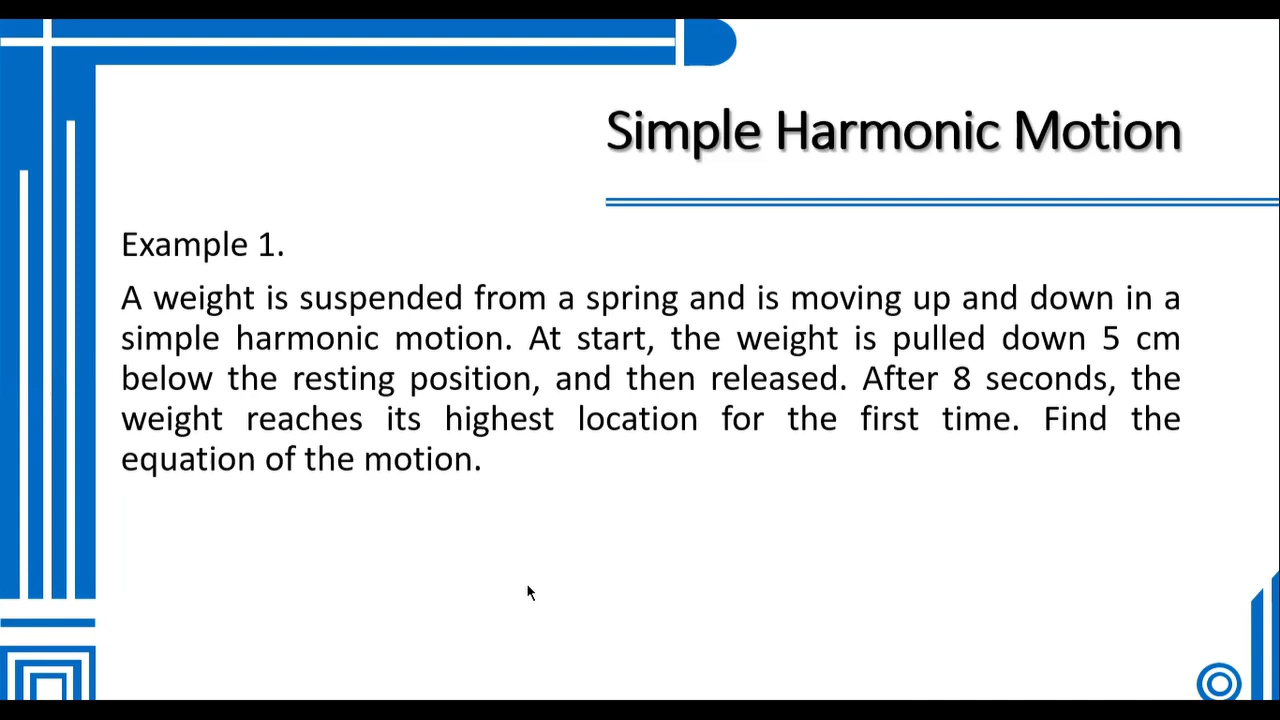 Simple Harmonic Motion
Example 1.
A weight is suspended from a spring and is moving up and down in a
simple harmonic motion. At start, the weight is pulled down 5 cm
below the resting position, and then released. After 8 seconds, the
weight reaches its highest location for the first time. Find the
equation of the motion.